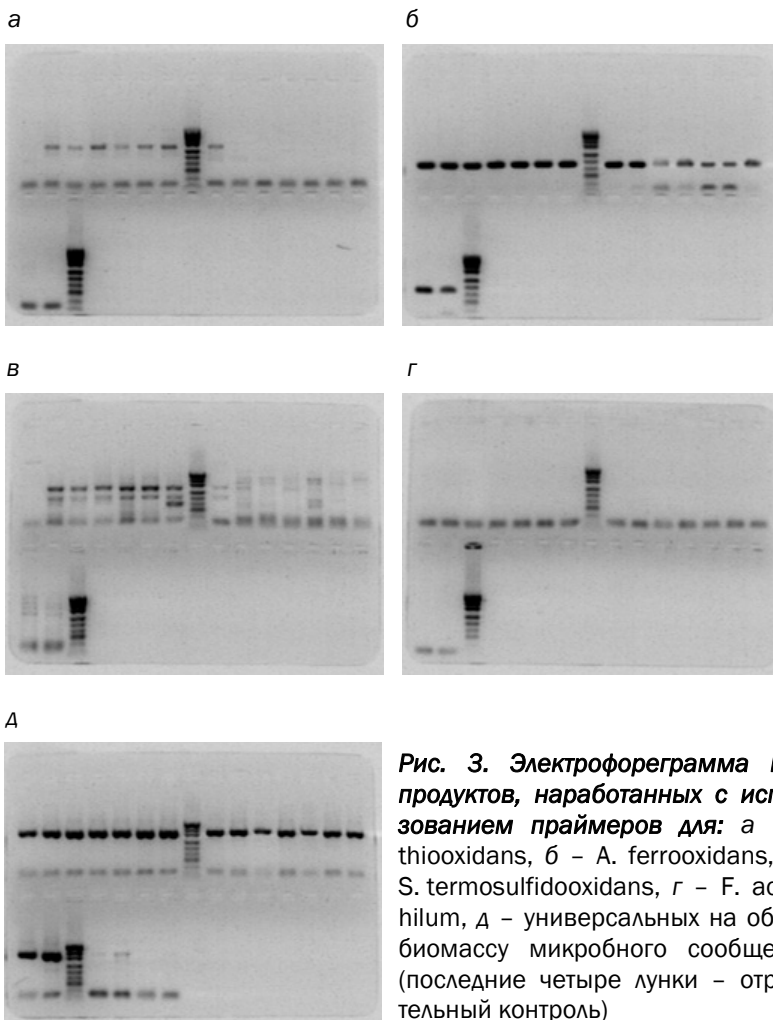 а
б
в
г
д
Рис. 3. Электрофореграмма
продуктов, наработанных с исп
зованием праймеров для: а
thiooxidans, б – A. ferrooxidans,
S. termosulfidooxidans, г – F. ac
hilum, д – универсальных на об
биомассу микробного сообще
(последние четыре лунки – отр
тельный контроль)